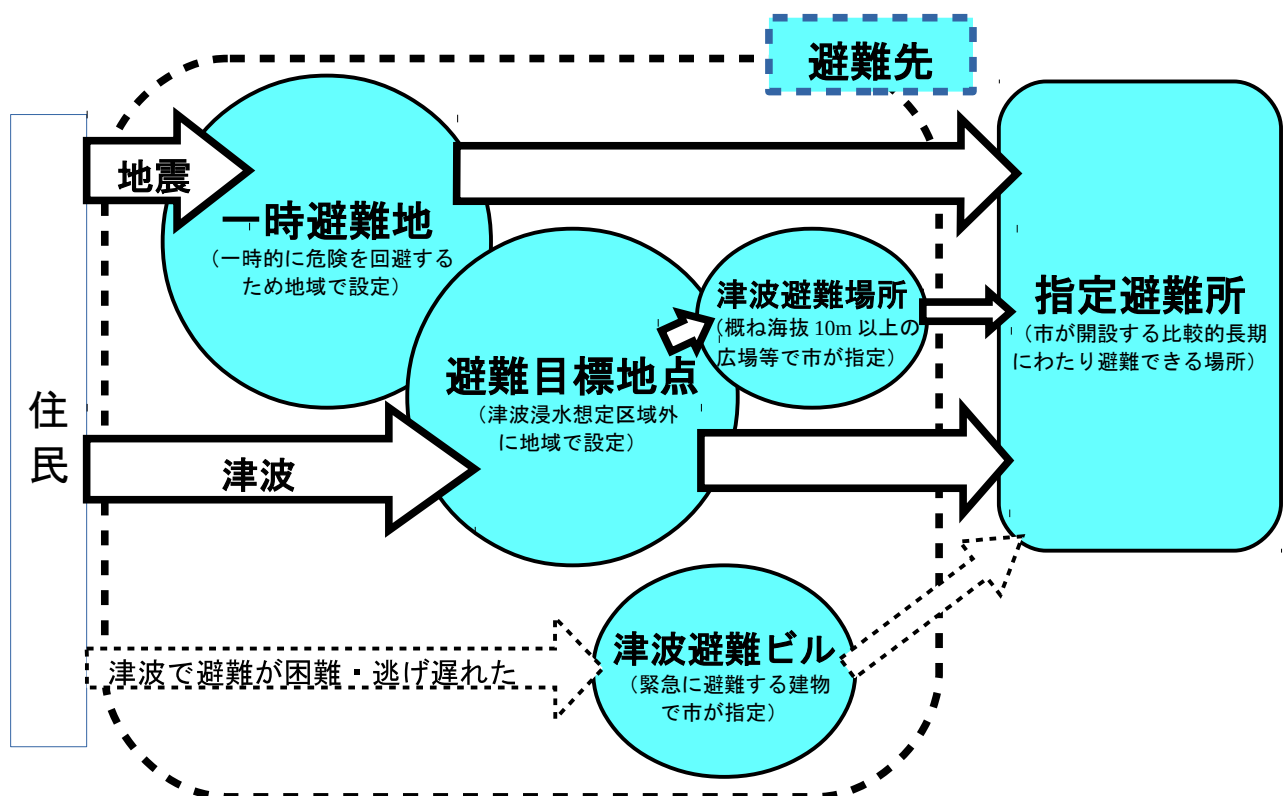 避難先
地震
一時避難地
（一時的に危険を回避する
ため地域で設定）
津波避難場所
（概ね海抜 10m 以上の
広場等で市が指定）
指定避難所
（市が開設する比較的長期
にわたり避難できる場所）
避難目標地点
（津波浸水想定区域外
に地域で設定）
住
民
津波
津波避難ビル
（緊急に避難する建物
で市が指定）
津波で避難が困難・逃げ遅れた